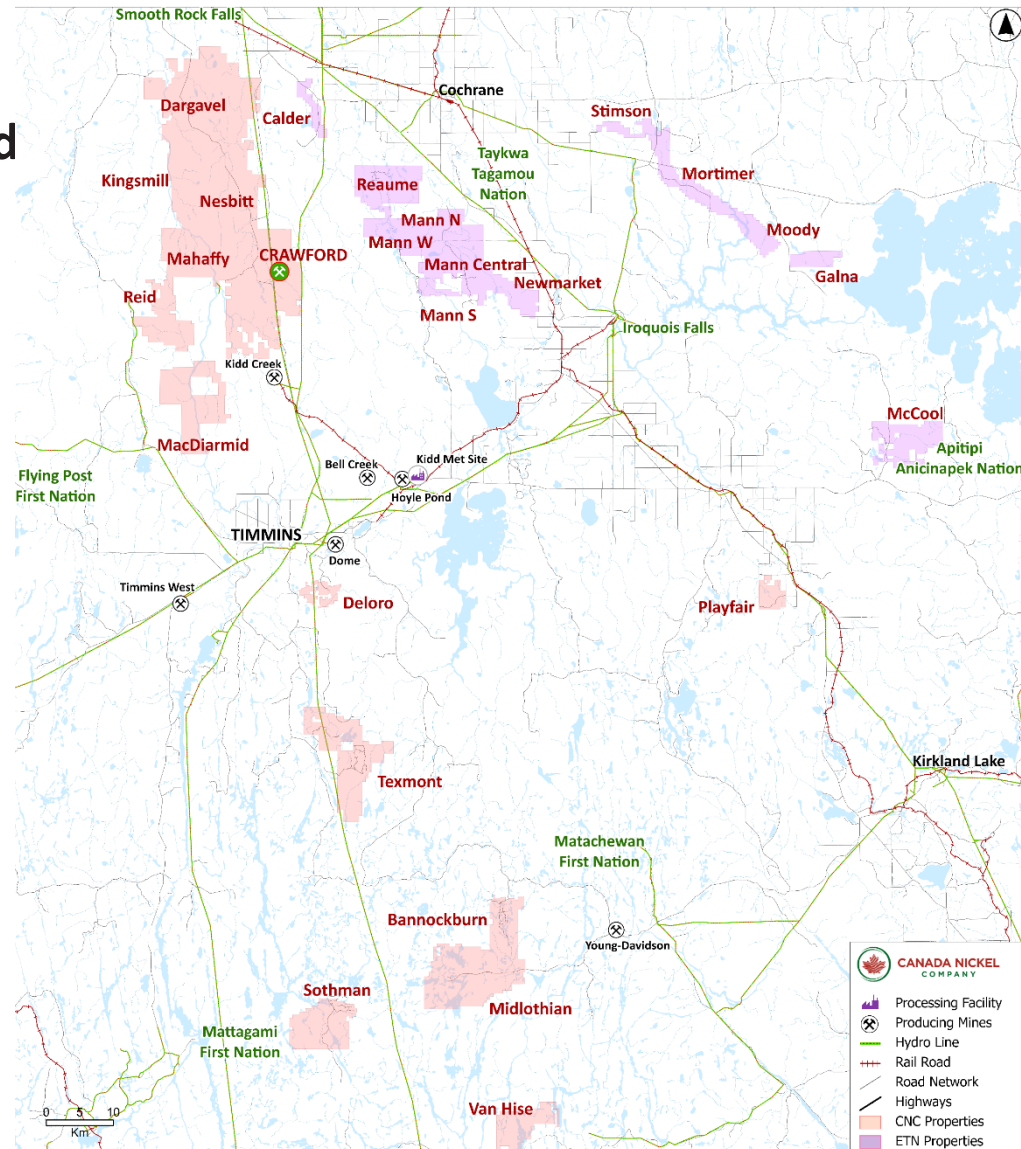 Smooth Rock Falls
Cochrane
Dargavel
Calder
Stimson
d
Taykwa
Tagamou
Nation
Kingsmill
Reaume
Mortimer
Nesbitt
Mann N
Mann W
Moody
Mahaffy
CRAWFORD
Mann Central
Galna
Newmarket
Reid
Mann S
Iroquois Falls
Kidd Creek
McCool
MacDiarmid
Apitipi
Anicinapek Nation
Bell Creek
Kidd Met Site
Flying Post
First Nation
Hoyle Pond
TIMMINS
Dome
Timmins West
Deloro
Playfair
Kirkland Lake
Texmont
Matachewan
First Nation
Bannockburn
Young-Davidson
Sothman
Midlothian
Mattagami
First Nation
Van Hise
0 5 10
Km
CANADA NICKEL
COMPANY
Processing Facility
Producing Mines
Hydro Line
Rail Road
Road Network
Highways
CNC Properties
ETN Properties